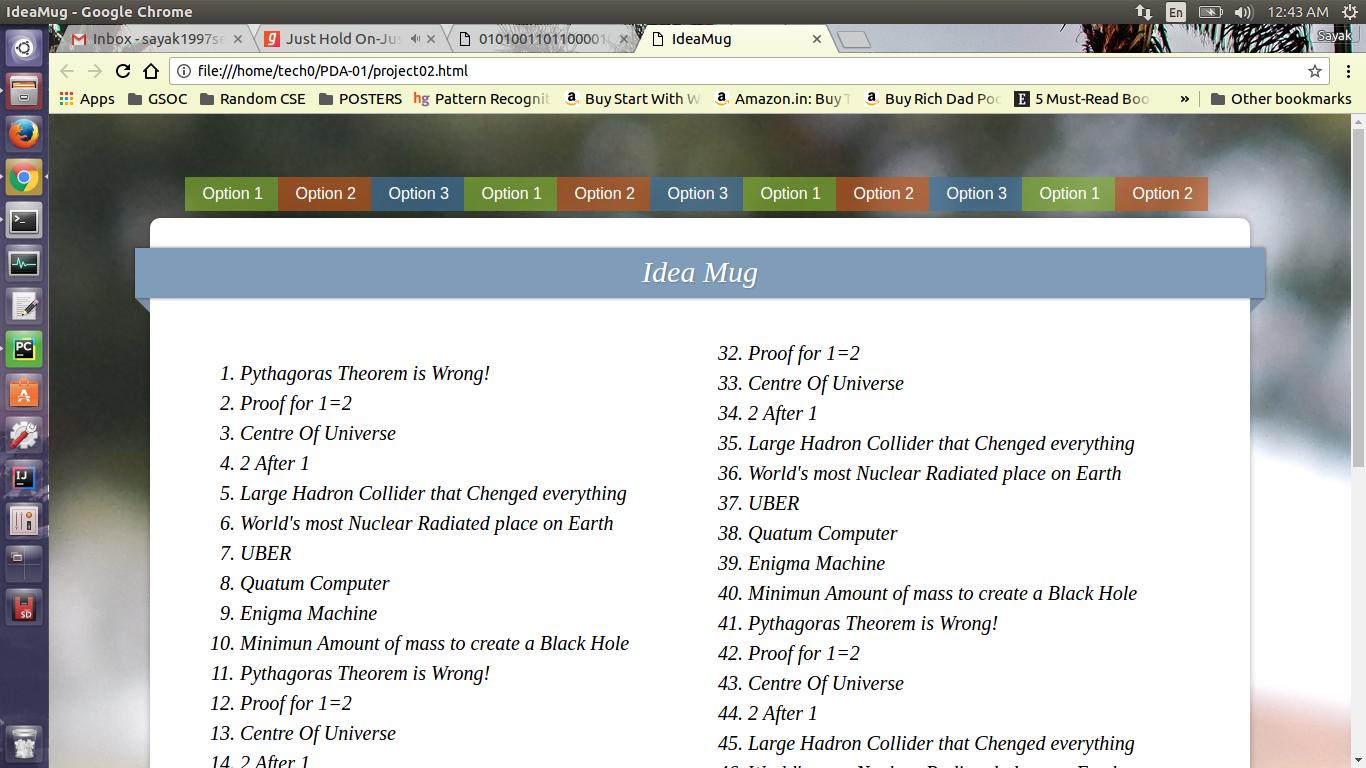 IdeaMug - Google Chrome
En
12:43 AM
Inbox - sayak1997s
Just Hold On-Jus
IdeaMug
Sayak
file:///home/tech0/PDA-01/project02.html
Apps GSOC Random CSE POSTERS hg Pattern Recognit Buy Start With W Amazon.in: Buy T Buy Rich Dad Poo E 5 Must-Read Boo » Other bookmarks
Option 1 Option 2 Option 3 Option 1 Option 2 Option 3 Option 1 Option 2 Option 3 Option 1 Option 2
Idea Mug
1. Pythagoras Theorem is Wrong!
2. Proof for 1=2
3. Centre Of Universe
4. 2 After 1
5. Large Hadron Collider that Chenged everything
6. World's most Nuclear Radiated place on Earth
7. UBER
8. Quatum Computer
9. Enigma Machine
10. Minimun Amount of mass to create a Black Hole
11. Pythagoras Theorem is Wrong!
12. Proof for 1=2
13. Centre Of Universe
14. 2 After 1
32. Proof for 1=2
33. Centre Of Universe
34. 2 After 1
35. Large Hadron Collider that Chenged everything
36. World's most Nuclear Radiated place on Earth
37. UBER
38. Quatum Computer
39. Enigma Machine
40. Minimun Amount of mass to create a Black Hole
41. Pythagoras Theorem is Wrong!
42. Proof for 1=2
43. Centre Of Universe
44. 2 After 1
45. Large Hadron Collider that Chenged everything
PC
IJ
SD